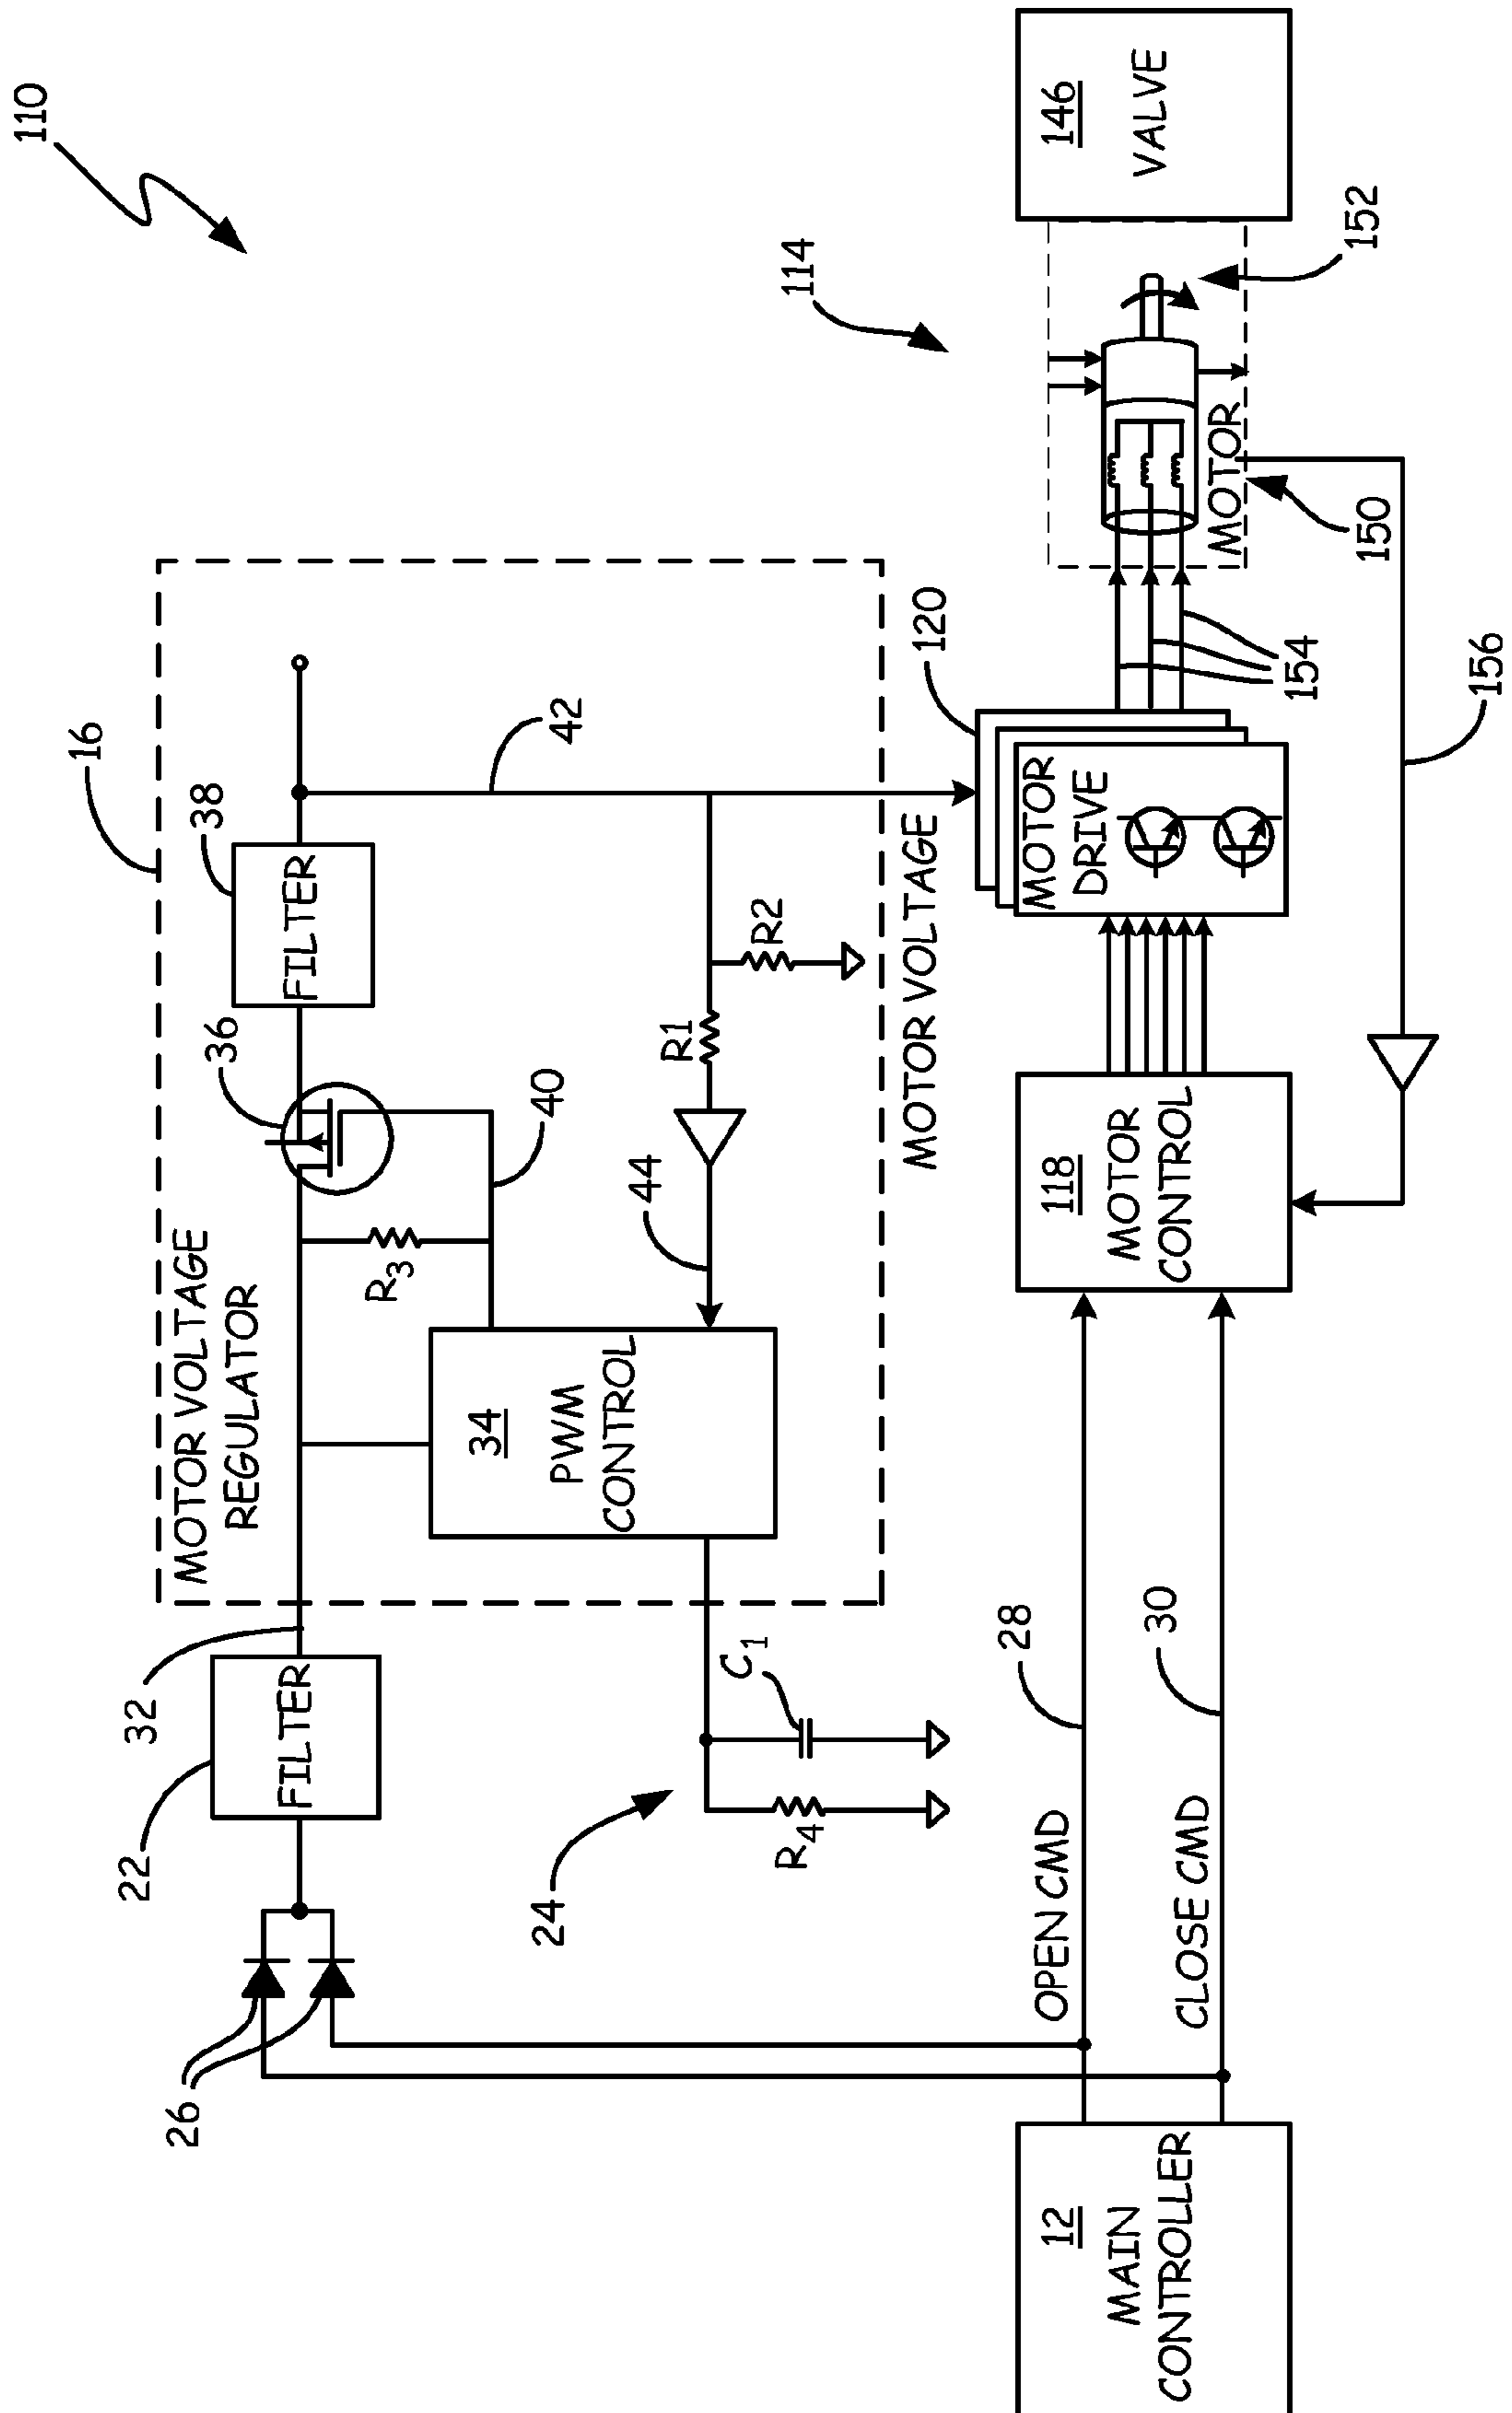 110
16
MOTOR VOLTAGE
REGULATOR
32
22
FILTER
26
36
38
FILTER
R3
40
42
34
PWM
CONTROL
44
R1
R2
24
C1
R4
MOTOR VOLTAGE
114
120
12
MAIN
CONTROLLER
OPEN CMD
28
CLOSE CMD
30
118
MOTOR
CONTROL
MOTOR
DRIVE
154
MOTOR
150
152
146
VALVE
156